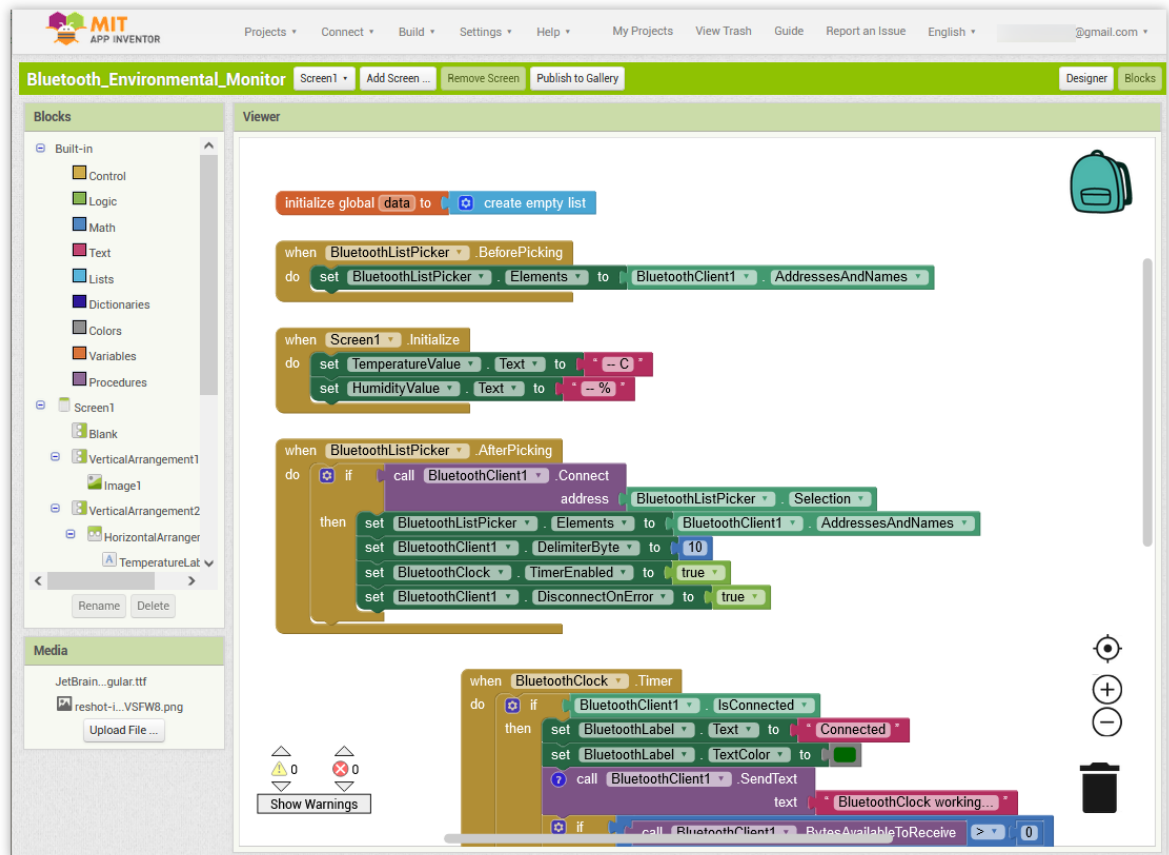 MIT
APP INVENTOR
Projects Connect Build Settings Help My Projects View Trash Guide Report an Issue English @gmail.com
Bluetooth_Environmental_Monitor Screen1 Add Screen ... Remove Screen Publish to Gallery Designer Blocks
Blocks
Built-in
Control
Logic
Math
Text
Lists
Dictionaries
Colors
Variables
Procedures
Screen1
Blank
VerticalArrangement1
Image1
VerticalArrangement2
HorizontalArranger
TemperatureLat
Rename Delete
Media
JetBrain...gular.ttf
reshot-i...VSFW8.png
Upload File ...
Viewer
initialize global data to create empty list
when BluetoothListPicker .BeforePicking
do set BluetoothListPicker . Elements to BluetoothClient1 . AddressesAndNames
when Screen1 .Initialize
do set TemperatureValue . Text to " -- C "
set HumidityValue . Text to " -- % "
when BluetoothListPicker .AfterPicking
do if call BluetoothClient1 .Connect
address BluetoothListPicker . Selection
then set BluetoothListPicker . Elements to BluetoothClient1 . AddressesAndNames
set BluetoothClient1 . DelimiterByte to 10
set BluetoothClock . TimerEnabled to true
set BluetoothClient1 . DisconnectOnError to true
when BluetoothClock .Timer
do if BluetoothClient1 . IsConnected
then set BluetoothLabel . Text to " Connected "
set BluetoothLabel . TextColor to
? call BluetoothClient1 .SendText
text " BluetoothClock working... "
if call BluetoothClient1 .BytesAvailableToReceive > 0
0 0
Show Warnings